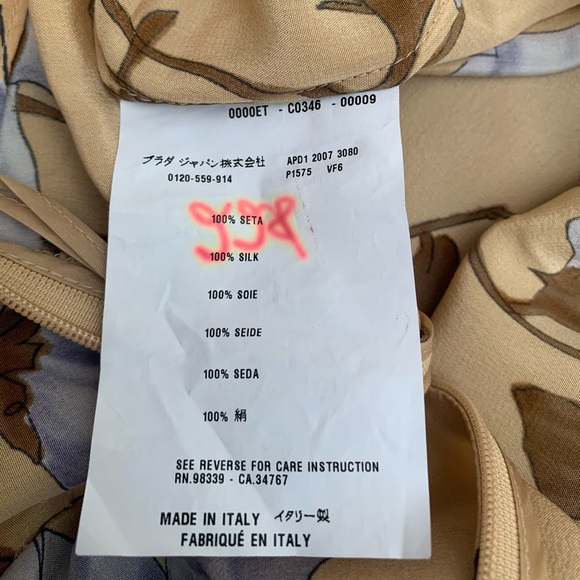 0000ET - C0346 - 00009
プラダ ジャパン株式会社 APD1 2007 3080
0120-559-914 P1575 VF6
100% SETA
100% SILK
100% SOIE
100% SEIDE
100% SEDA
100% 絹
SEE REVERSE FOR CARE INSTRUCTION
RN.98339 - CA.34767
MADE IN ITALY イタリー製
FABRIQUÉ EN ITALY